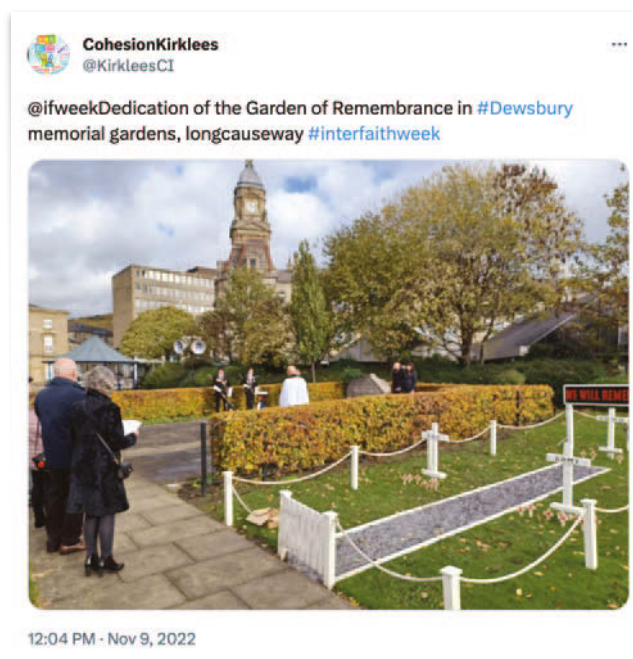 CohesionKirklees
@KirkleesCI
@ifweekDedication of the Garden of Remembrance in #Dewsbury
memorial gardens, longcauseway #interfaithweek
WE WILL REME
12:04 PM · Nov 9, 2022